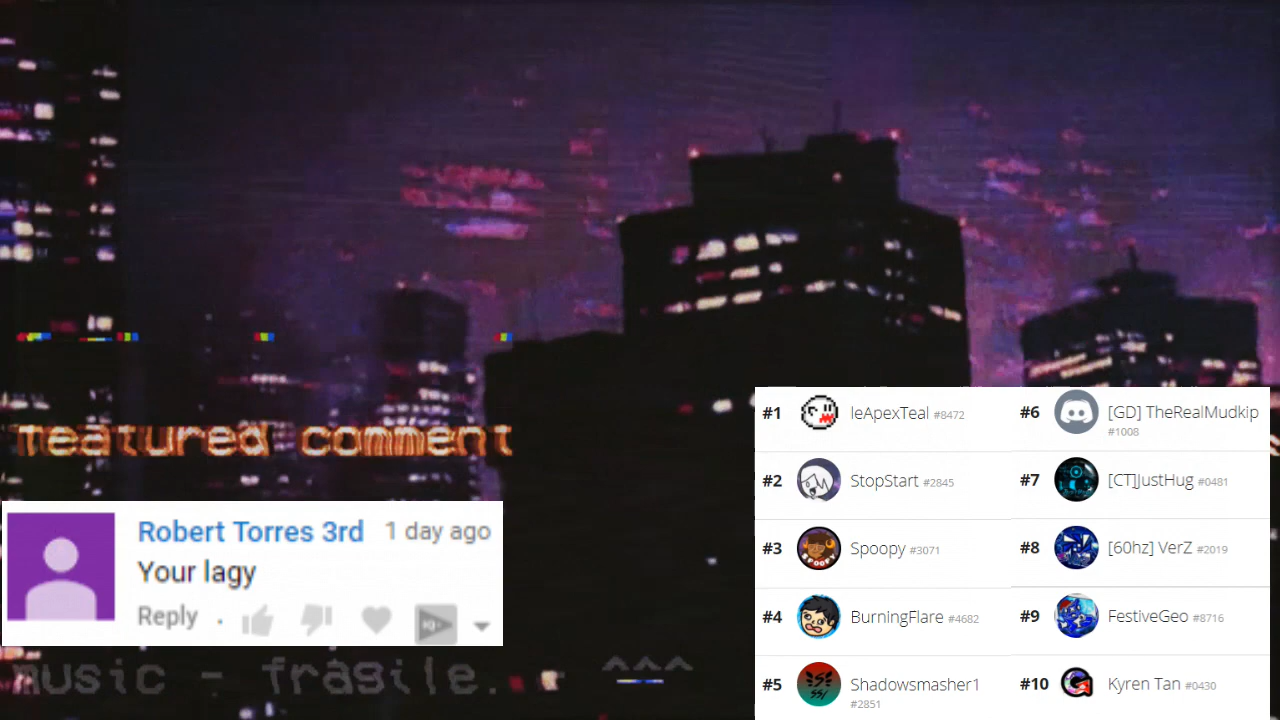 featured comment
Robert Torres 3rd 1 day ago
Your lagy
Reply
music - fragile. - ^^^
#1 leApexTeal #8472
#2 StopStart #2845
#3 Spoopy #3071
#4 BurningFlare #4682
#5 Shadowsmasher1
#2851
#6 [GD] TheRealMudkip
#1008
#7 [CT]JustHug #0481
#8 [60hz] VerZ #2019
#9 FestiveGeo #8716
#10 Kyren Tan #0430